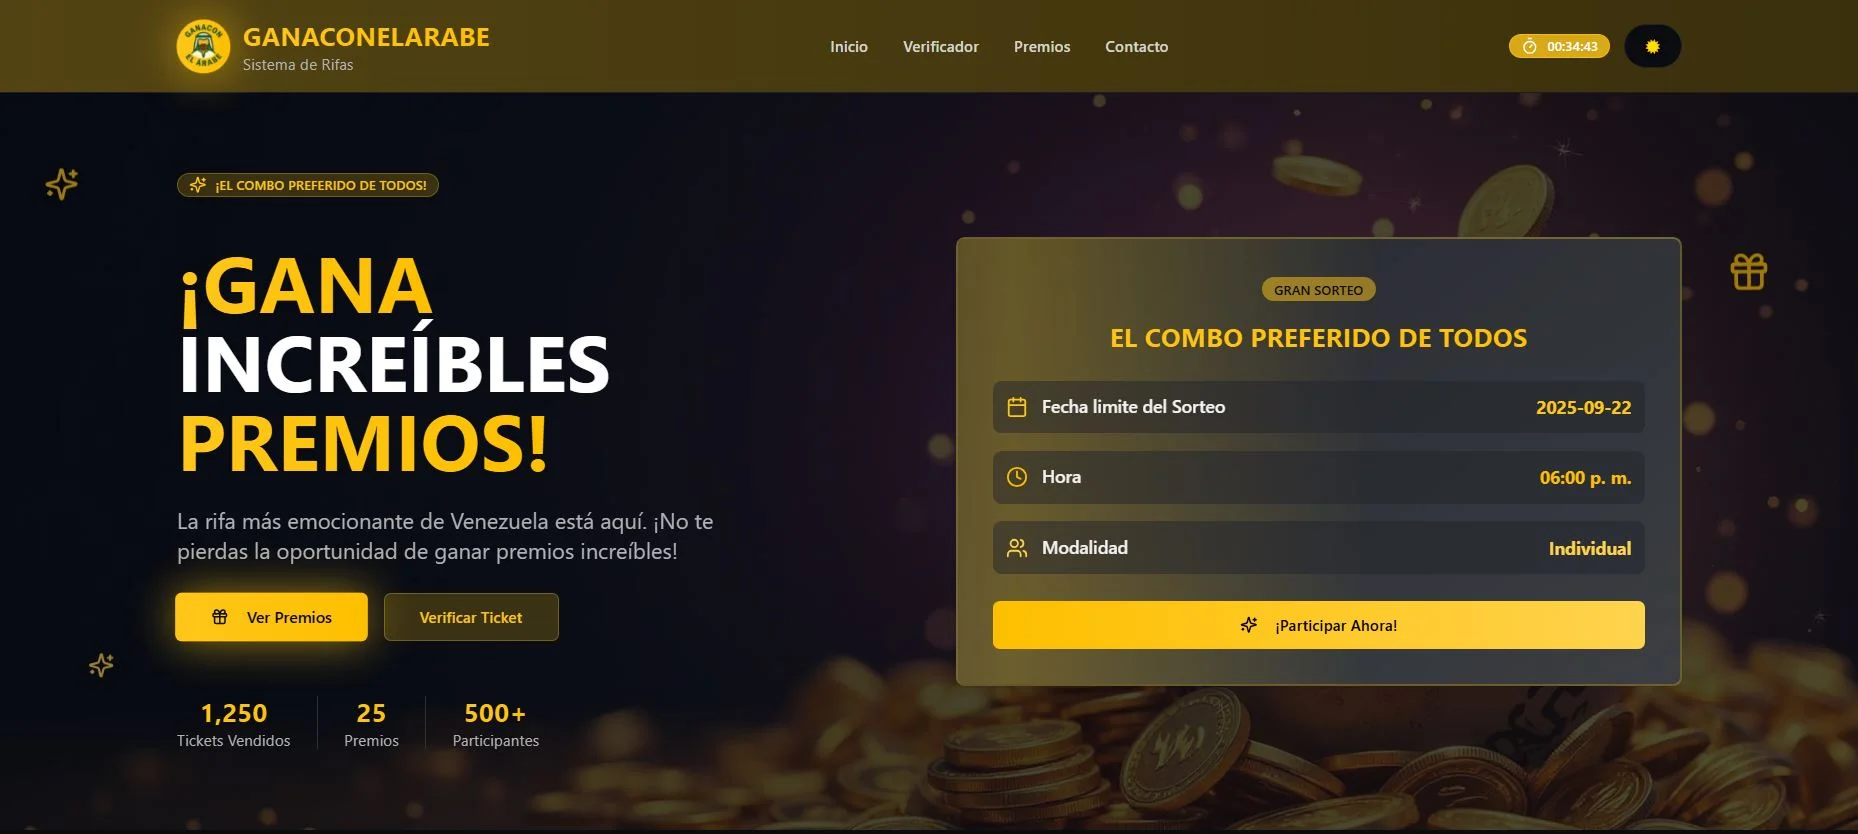 GANACON
EL ARABE
GANACONELARABE
Sistema de Rifas
Inicio
Verificador
Premios
Contacto
00:34:43
¡EL COMBO PREFERIDO DE TODOS!
¡GANA
INCREÍBLES
PREMIOS!
La rifa más emocionante de Venezuela está aquí. ¡No te
pierdas la oportunidad de ganar premios increíbles!
Ver Premios
Verificar Ticket
1,250
Tickets Vendidos
25
Premios
500+
Participantes
GRAN SORTEO
EL COMBO PREFERIDO DE TODOS
Fecha limite del Sorteo 2025-09-22
Hora 06:00 p. m.
Modalidad Individual
¡Participar Ahora!